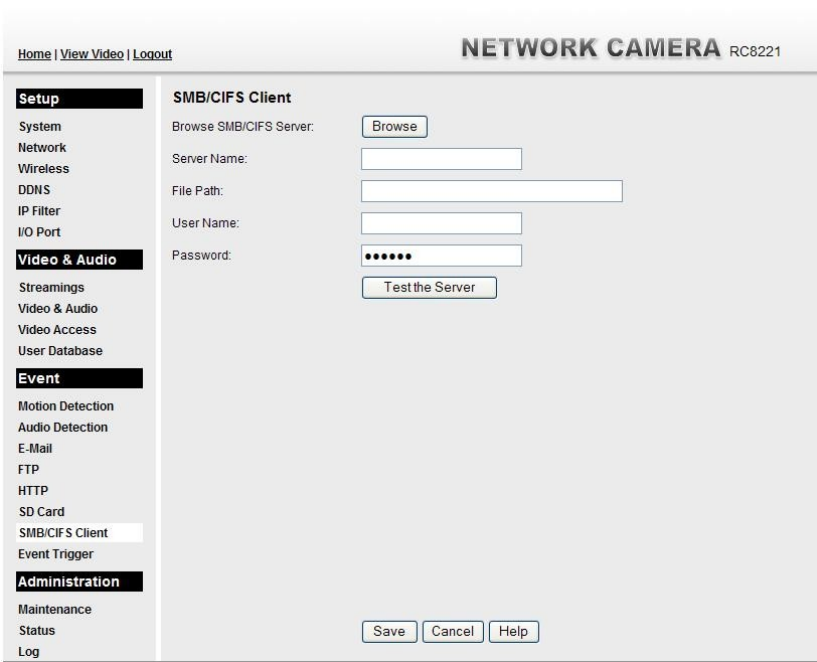 Home | View Video | Logout
NETWORK CAMERA RC8221
Setup
System
Network
Wireless
DDNS
IP Filter
I/O Port
Video & Audio
Streamings
Video & Audio
Video Access
User Database
Event
Motion Detection
Audio Detection
E-Mail
FTP
HTTP
SD Card
SMB/CIFS Client
Event Trigger
Administration
Maintenance
Status
Log
SMB/CIFS Client
Browse SMB/CIFS Server: Browse
Server Name:
File Path:
User Name:
Password: ••••••
Test the Server
Save Cancel Help